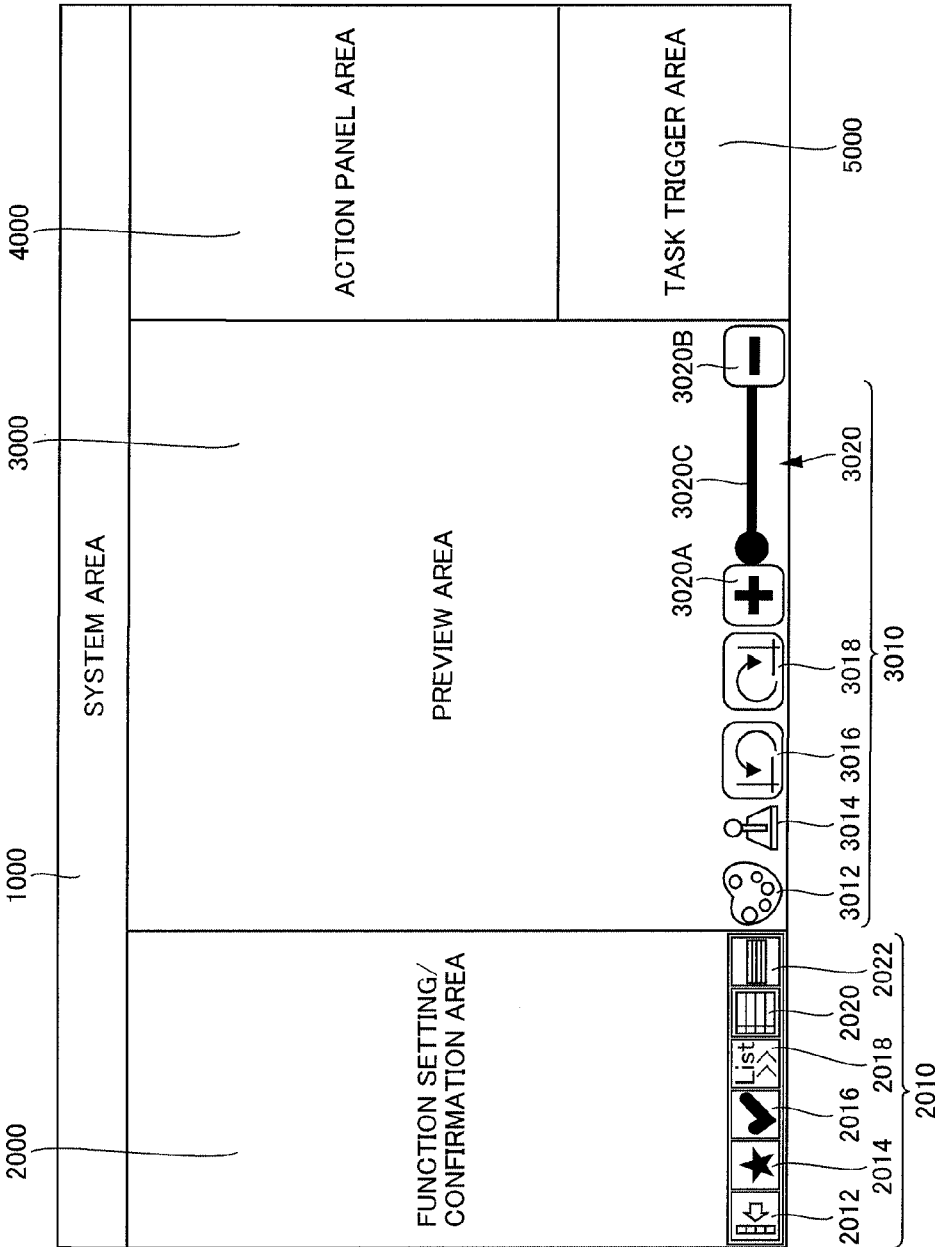 1000
2000
3000
4000
SYSTEM AREA
FUNCTION SETTING/
CONFIRMATION AREA
PREVIEW AREA
ACTION PANEL AREA
TASK TRIGGER AREA
List
3020A
3020C
3020B
2012
2014
2016
2018
2020
2022
2010
3012
3014
3016
3018
3020
3010
5000